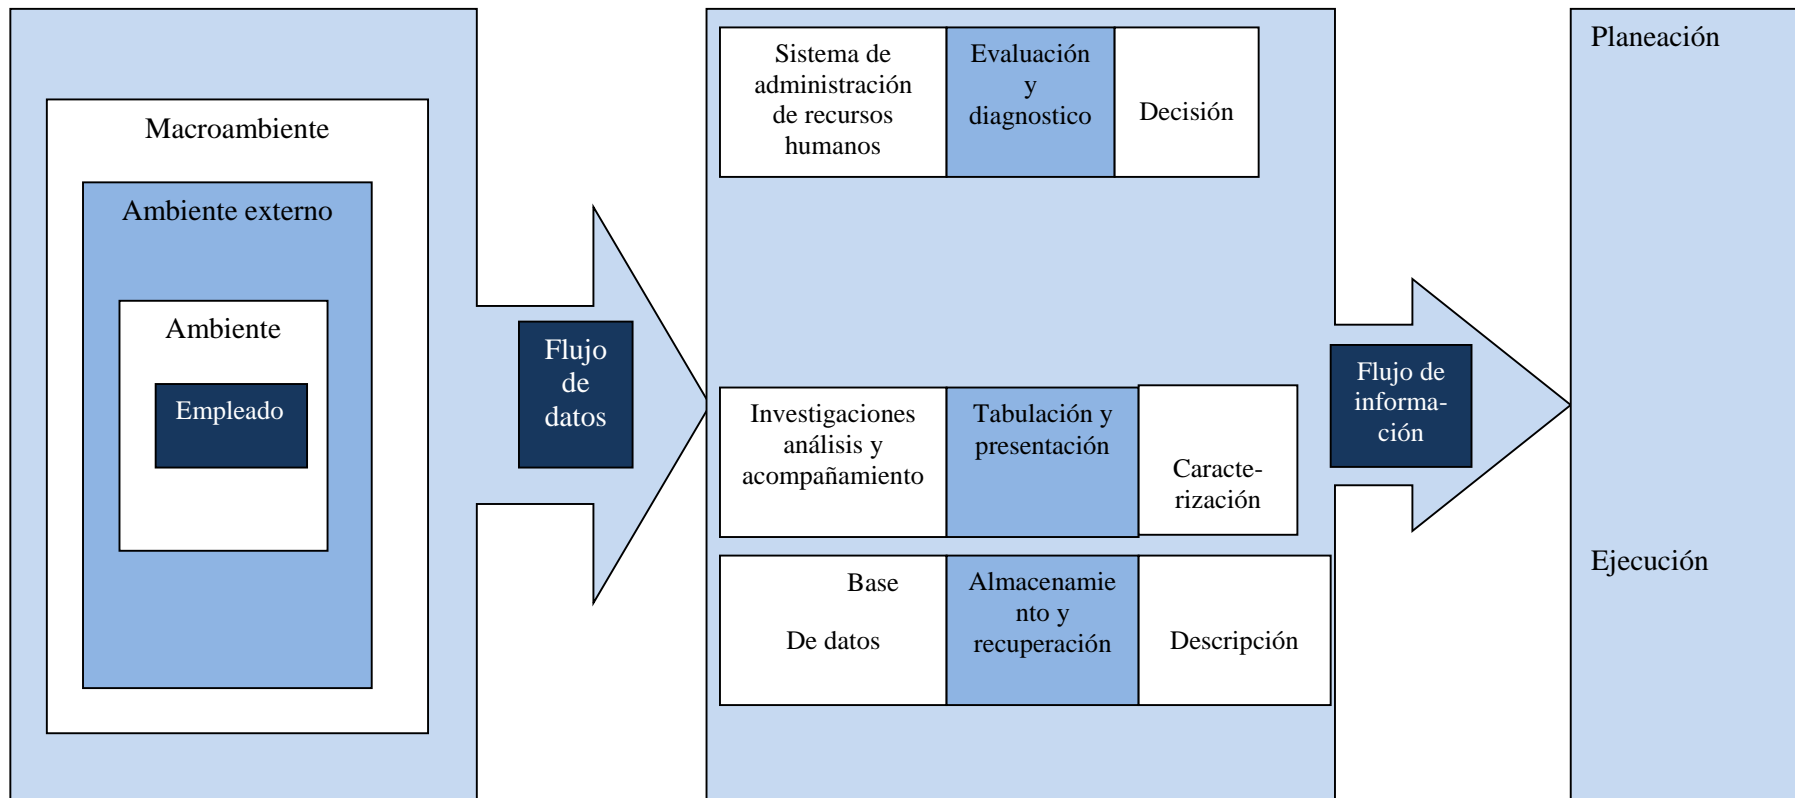 Macroambiente
Ambiente externo
Ambiente
Empleado
Flujo
de
datos
Sistema de
administración
de recursos
humanos
Evaluación
y
diagnostico
Decisión
Investigaciones
análisis y
acompañamiento
Tabulación y
presentación
Caracte-
rización
Base
De datos
Almacenamie
nto y
recuperación
Descripción
Flujo de
informa-
ción
Planeación
Ejecución